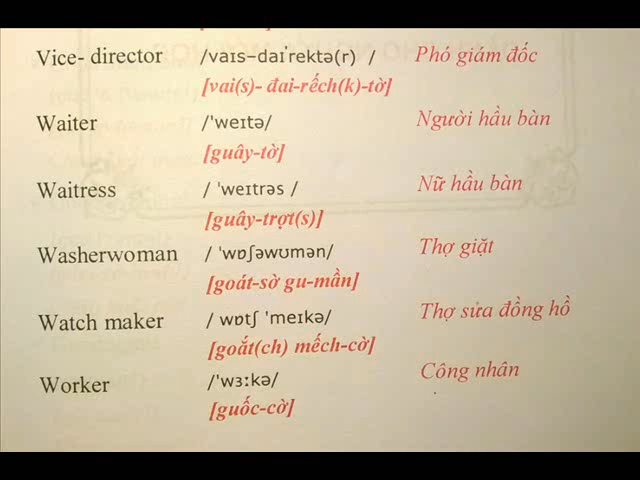 Vice- director /vaɪs–daɪˈrektə(r) / Phó giám đốc
[vai(s)- đai-rếch(k)-tờ]
Waiter /ˈweɪtə/ Người hầu bàn
[guây-tờ]
Waitress / ˈweɪtrəs / Nữ hầu bàn
[guây-trợt(s)]
Washerwoman / ˈwɒʃəwʊmən/ Thợ giặt
[goát-sờ gu-mần]
Watch maker / wɒtʃ ˈmeɪkə/ Thợ sửa đồng hồ
[goắt(ch) mếch-cờ]
Worker /ˈwɜːkə/ Công nhân
[guốc-cờ]